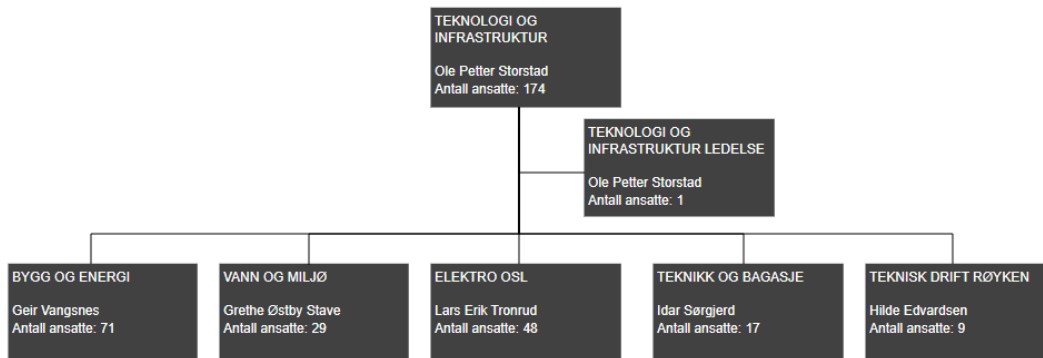 TEKNOLOGI OG
INFRASTRUKTUR
Ole Petter Storstad
Antall ansatte: 174
TEKNOLOGI OG
INFRASTRUKTUR LEDELSE
Ole Petter Storstad
Antall ansatte: 1
BYGG OG ENERGI
Geir Vangsnes
Antall ansatte: 71
VANN OG MILJØ
Grethe Østby Stave
Antall ansatte: 29
ELEKTRO OSL
Lars Erik Tronrud
Antall ansatte: 48
TEKNIKK OG BAGASJE
Idar Sørgjerd
Antall ansatte: 17
TEKNISK DRIFT RØYKEN
Hilde Edvardsen
Antall ansatte: 9